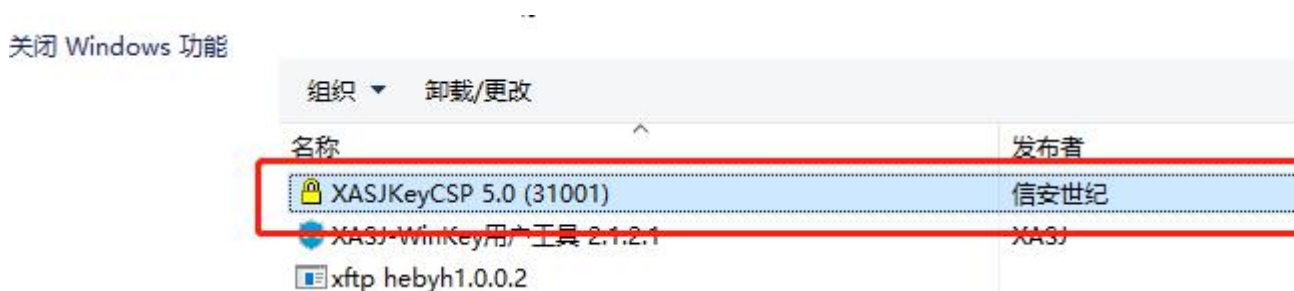 关闭 Windows 功能
组织 卸载/更改
名称 发布者
XASJKeyCSP 5.0 (31001) 信安世纪
XASJ-WinKey用户工具 2.1.2.1 XASJ
xftp hebyh1.0.0.2